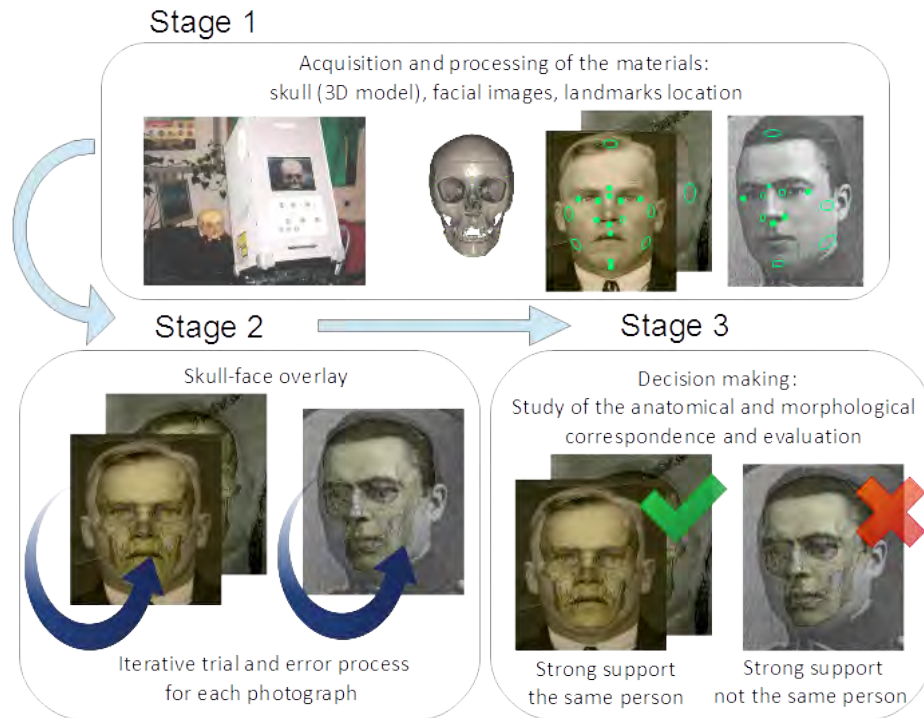 Stage 1
Acquisition and processing of the materials:
skull (3D model), facial images, landmarks location
Stage 2
Skull-face overlay
Iterative trial and error process
for each photograph
Stage 3
Decision making:
Study of the anatomical and morphological
correspondence and evaluation
Strong support
the same person
Strong support
not the same person